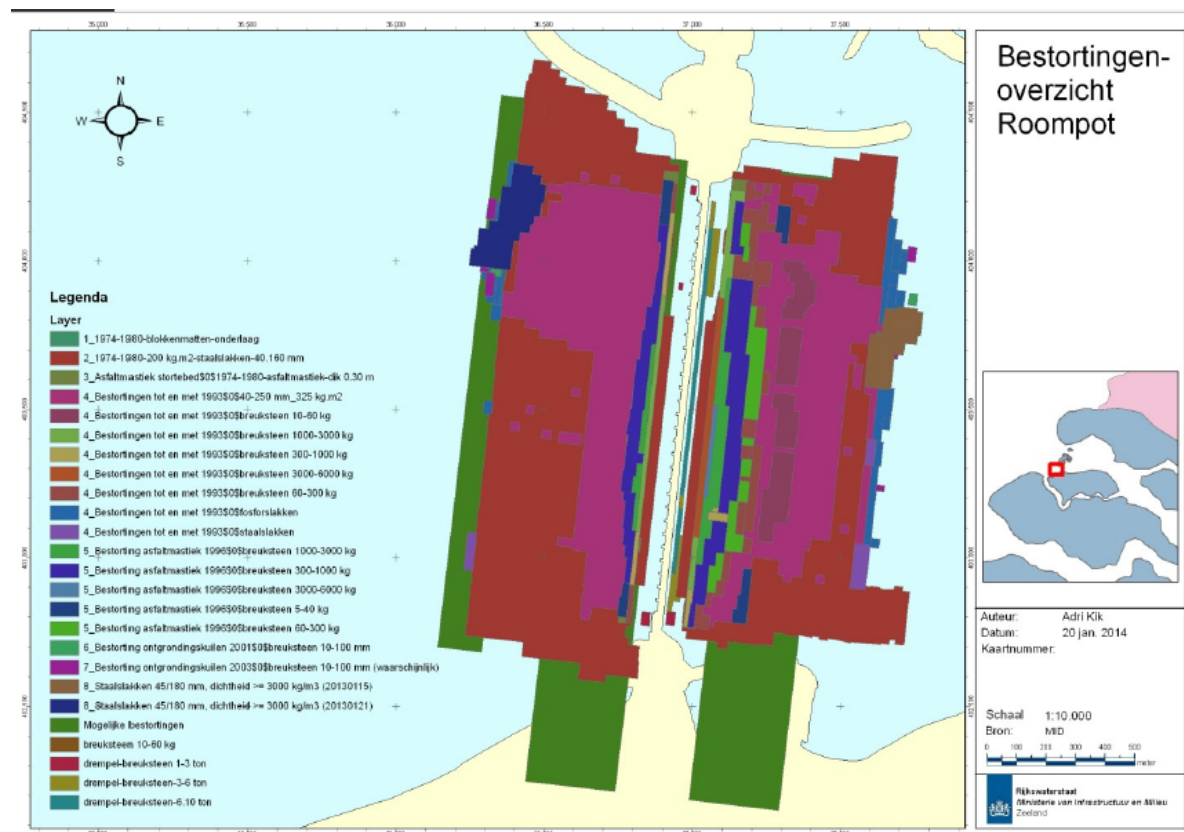 35,000
35,500
36,000
36,500
37,000
37,500
Bestortingen-
overzicht
Roompot
N
W
E
S
Legenda
Layer
1_1974-1980-blokkenmatten-onderlaag
2_1974-1980-200 kg.m2-staalslakken-40.160 mm
3_Asfaltmastiek stortebed$0$1974-1980-asfaltmastiek-dik 0.30 m
4_Bestortingen tot en met 1993$0$40-250 mm_325 kg.m2
4_Bestortingen tot en met 1993$0$breuksteen 10-60 kg
4_Bestortingen tot en met 1993$0$breuksteen 1000-3000 kg
4_Bestortingen tot en met 1993$0$breuksteen 300-1000 kg
4_Bestortingen tot en met 1993$0$breuksteen 3000-6000 kg
4_Bestortingen tot en met 1993$0$breuksteen 60-300 kg
4_Bestortingen tot en met 1993$0$fosforslakken
4_Bestortingen tot en met 1993$0$staalslakken
5_Bestorting asfaltmastiek 1996$0$breuksteen 1000-3000 kg
5_Bestorting asfaltmastiek 1996$0$breuksteen 300-1000 kg
5_Bestorting asfaltmastiek 1996$0$breuksteen 3000-6000 kg
5_Bestorting asfaltmastiek 1996$0$breuksteen 5-40 kg
5_Bestorting asfaltmastiek 1996$0$breuksteen 60-300 kg
6_Bestorting ontgrondingskuilen 2001$0$breuksteen 10-100 mm
7_Bestorting ontgrondingskuilen 2003$0$breuksteen 10-100 mm (waarschijnlijk)
8_Staalslakken 45/180 mm, dichtheid >= 3000 kg/m3 (20130115)
8_Staalslakken 45/180 mm, dichtheid >= 3000 kg/m3 (20130121)
Mogelijke bestortingen
breuksteen 10-60 kg
drempel-breuksteen 1-3 ton
drempel-breuksteen-3-6 ton
drempel-breuksteen-6.10 ton
Auteur: Adri Kik
Datum: 20 jan. 2014
Kaartnummer:
Schaal 1:10.000
Bron: MID
0 100 200 300 400 500
meter
Rijkswaterstaat
Ministerie van Infrastructuur en Milieu
Zeeland